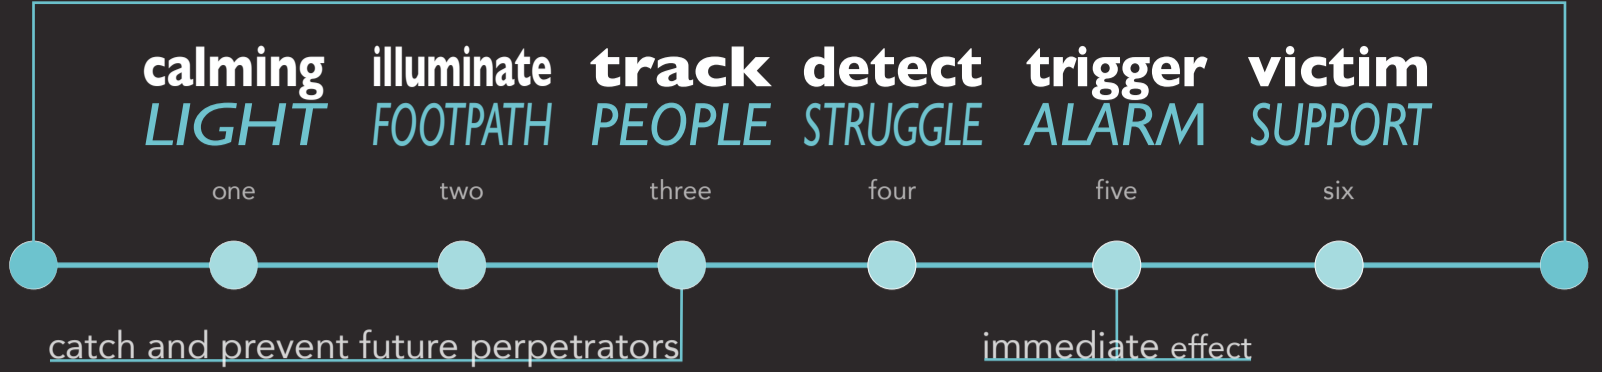 calming illuminate track detect trigger victim
LIGHT FOOTPATH PEOPLE STRUGGLE ALARM SUPPORT
one two three four five six
catch and prevent future perpetrators
immediate effect